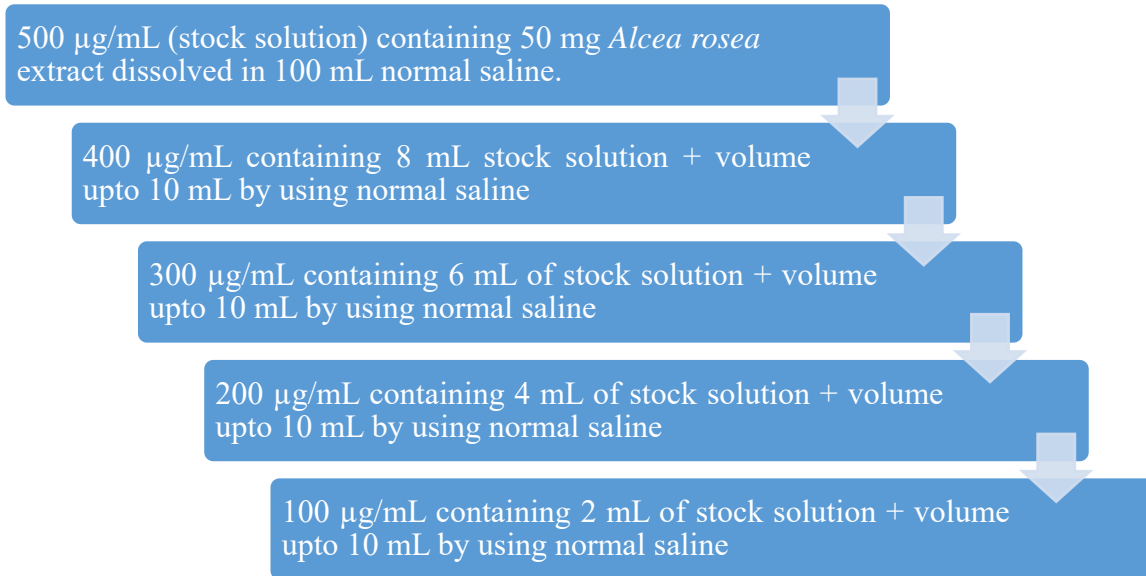 500 µg/mL (stock solution) containing 50 mg Alcea rosea
extract dissolved in 100 mL normal saline.
400 µg/mL containing 8 mL stock solution + volume
upto 10 mL by using normal saline
300 µg/mL containing 6 mL of stock solution + volume
upto 10 mL by using normal saline
200 µg/mL containing 4 mL of stock solution + volume
upto 10 mL by using normal saline
100 µg/mL containing 2 mL of stock solution + volume
upto 10 mL by using normal saline